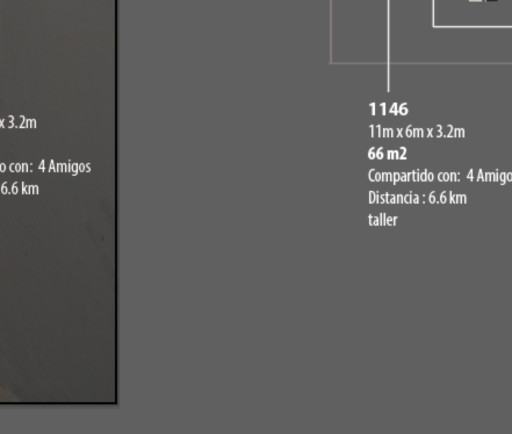 x 3.2m
o con: 4 Amigos
6.6 km
1146
11m x 6m x 3.2m
66 m2
Compartido con: 4 Amigo
Distancia : 6.6 km
taller